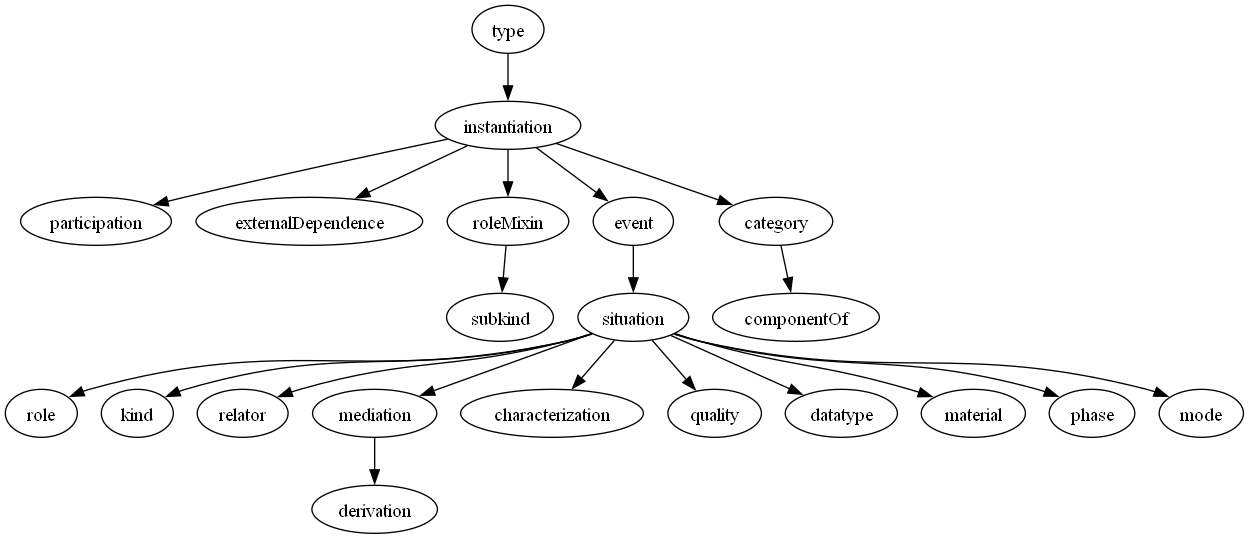 type
instantiation
participation
externalDependence
roleMixin
event
category
subkind
situation
componentOf
role
kind
relator
mediation
characterization
quality
datatype
material
phase
mode
derivation